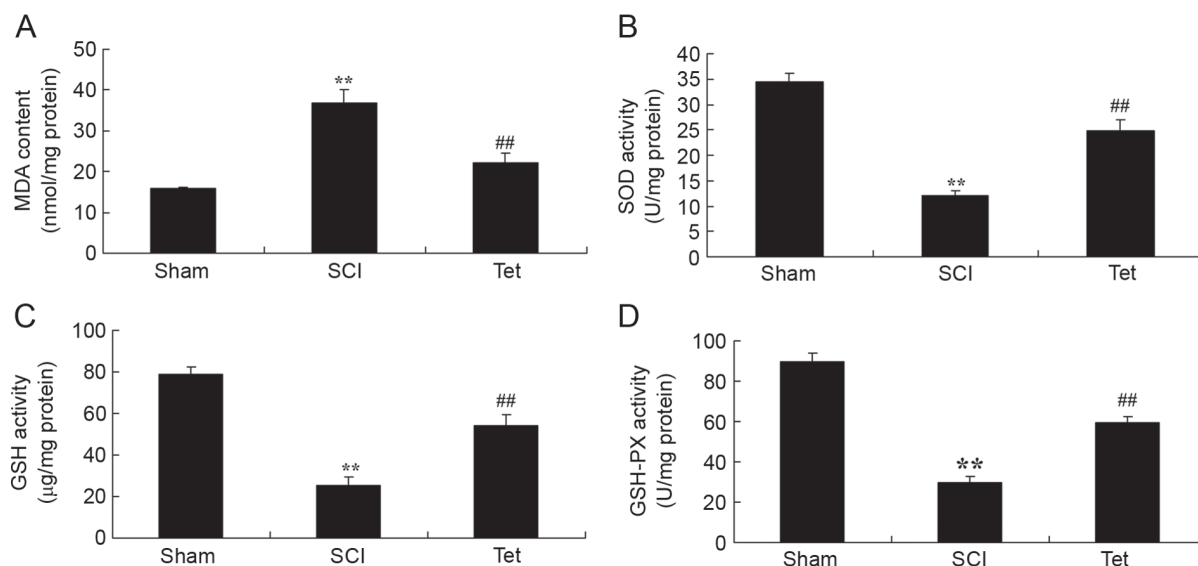 A
MDA content
(nmol/mg protein)
50
40
30
20
10
0
**
##
Sham SCI Tet
B
SOD activity
(U/mg protein)
40
35
35
25
20
15
10
5
0
**
##
Sham SCI Tet
C
GSH activity
(µg/mg protein)
100
80
60
40
20
0
**
##
Sham SCI Tet
D
GSH-PX activity
(U/mg protein)
100
80
60
40
20
0
**
##
Sham SCI Tet